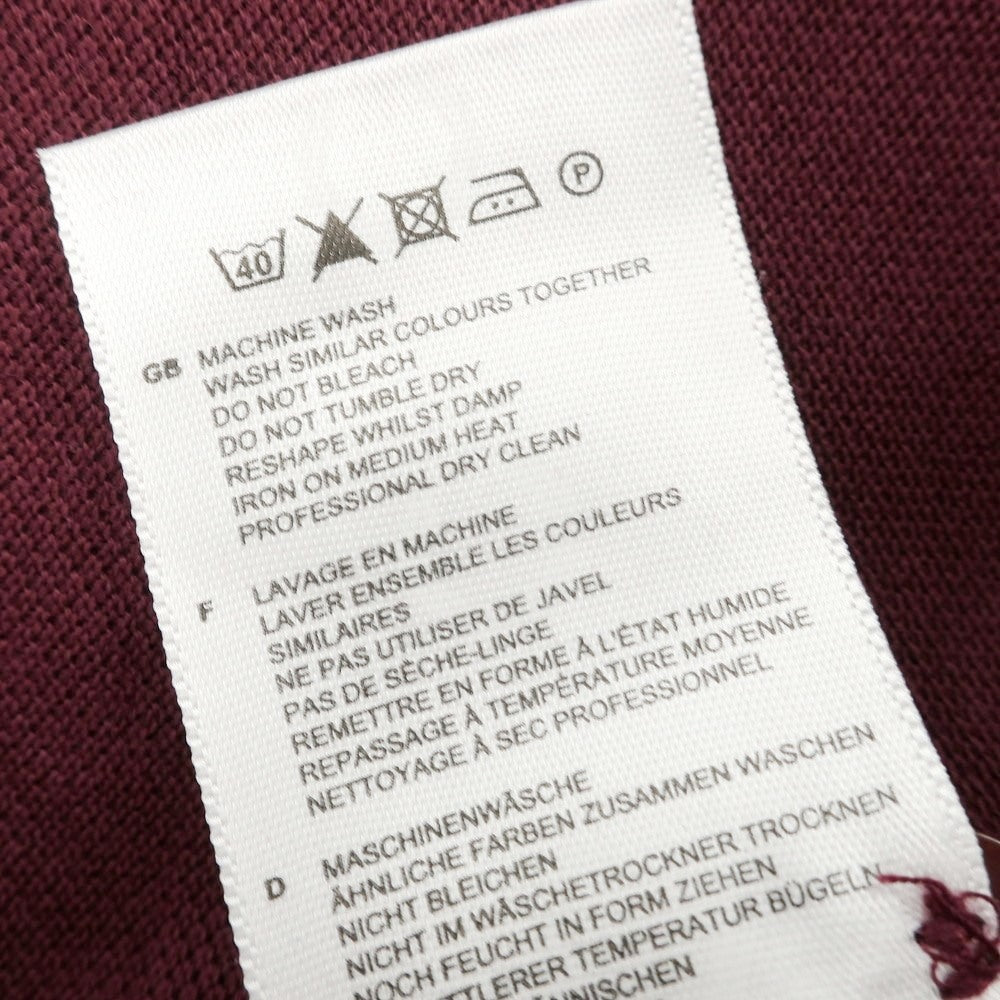 40
P
GB MACHINE WASH
WASH SIMILAR COLOURS TOGETHER
DO NOT BLEACH
DO NOT TUMBLE DRY
RESHAPE WHILST DAMP
IRON ON MEDIUM HEAT
PROFESSIONAL DRY CLEAN
F LAVAGE EN MACHINE
LAVER ENSEMBLE LES COULEURS
SIMILAIRES
NE PAS UTILISER DE JAVEL
PAS DE SÈCHE-LINGE
REMETTRE EN FORME À L'ÉTAT HUMIDE
REPASSAGE À TEMPÉRATURE MOYENNE
NETTOYAGE À SEC PROFESSIONNEL
D MASCHINENWÄSCHE
ÄHNLICHE FARBEN ZUSAMMEN WASCHEN
NICHT BLEICHEN
NICHT IM WÄSCHETROCKNER TROCKNEN
NOCH FEUCHT IN FORM ZIEHEN
TEMPERATUR BÜGELN